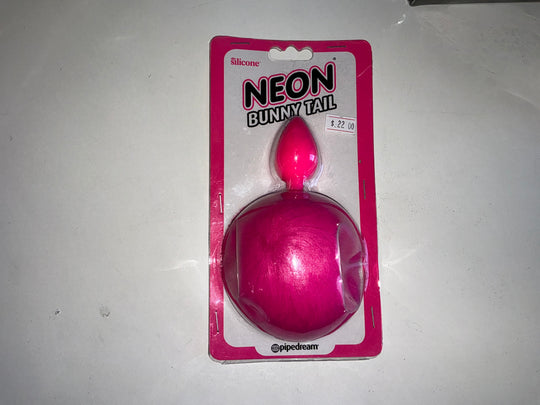 silicone
NEON
BUNNY TAIL
$.22.00
pipedream